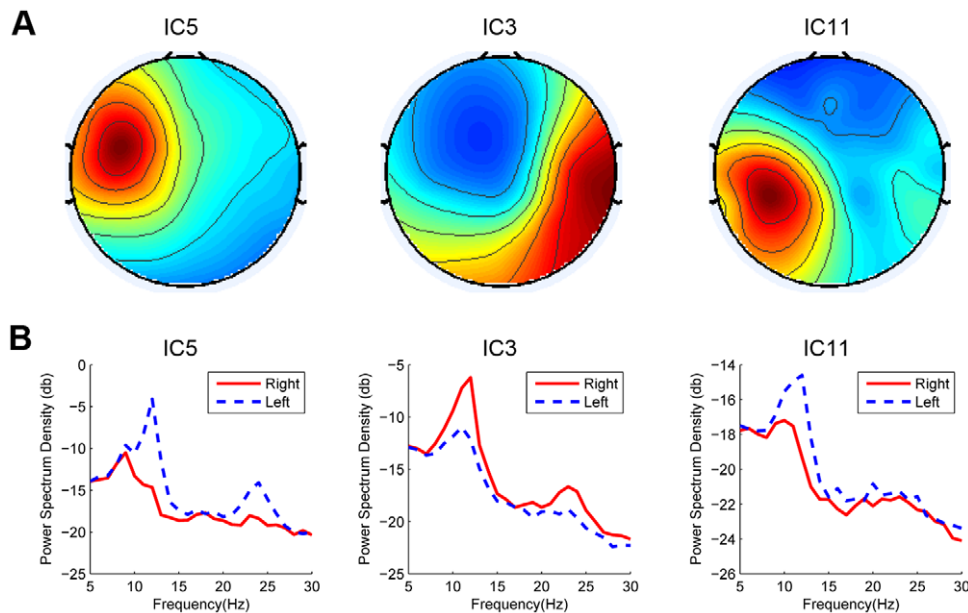 A
IC5 IC3 IC11
B
IC5 IC3 IC11
Power Spectrum Density (db)
0
−5
−10
−15
−20
−25
Right
Left
5 10 15 20 25 30
Frequency(Hz)
Power Spectrum Density (db)
−5
−10
−15
−20
−25
Right
Left
5 10 15 20 25 30
Frequency(Hz)
Power Spectrum Density (db)
−14
−16
−18
−20
−22
−24
−26
Right
Left
5 10 15 20 25 30
Frequency(Hz)